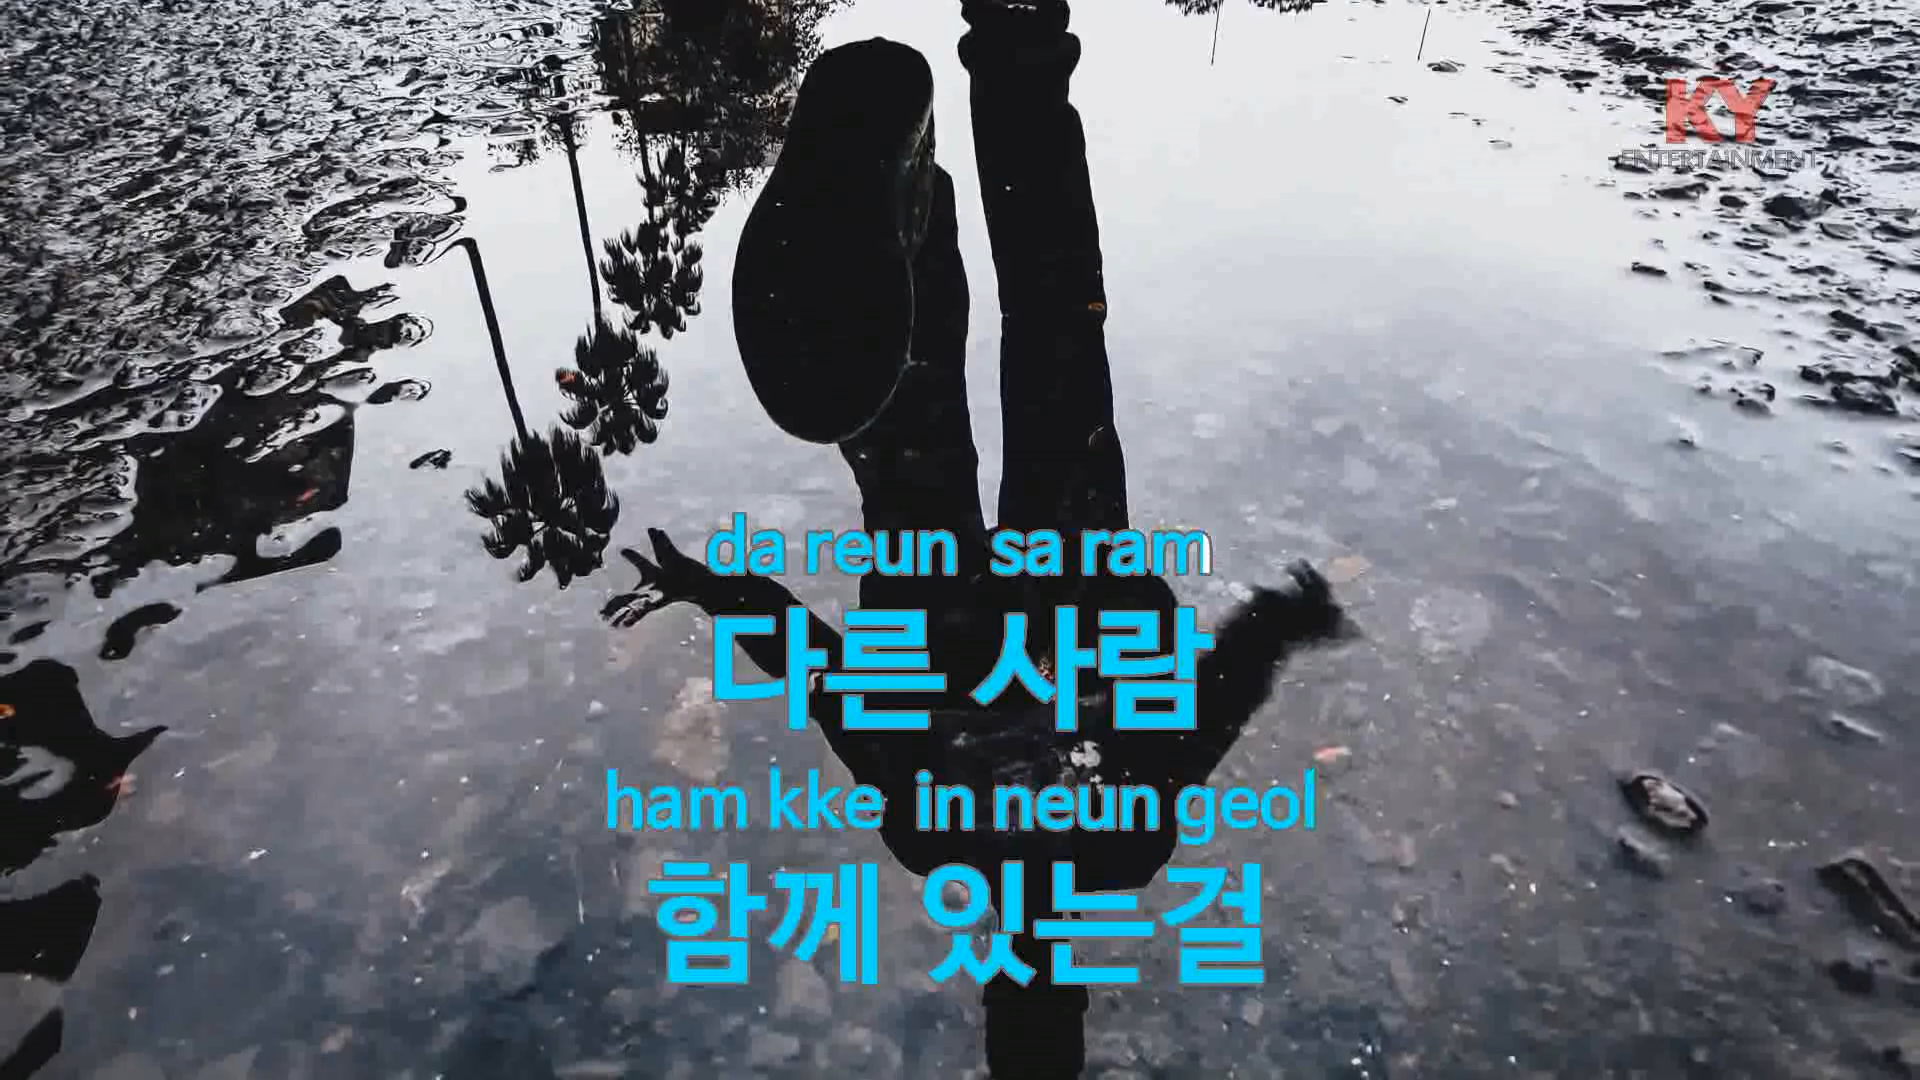 KY
ENTERTAINMENT
da reun sa ram
다른 사람
ham kke in neun geol
함께 있는걸